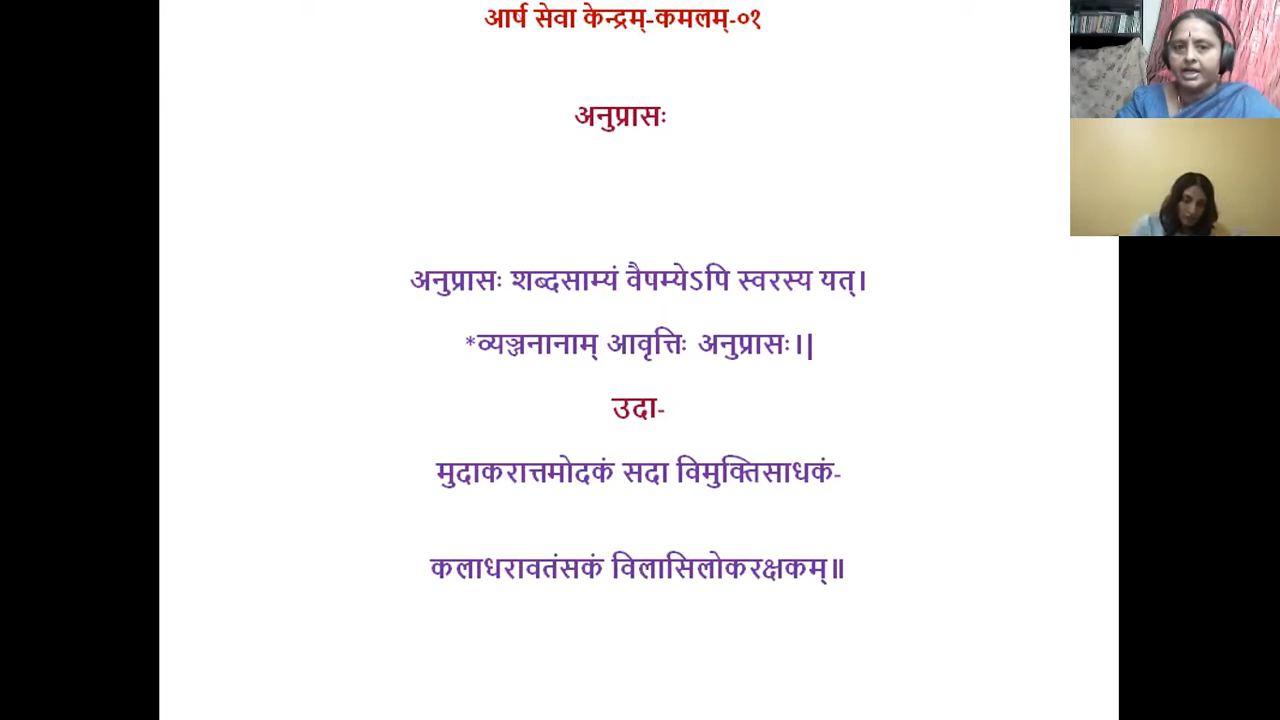 आर्ष सेवा केन्द्रम्-कमलम्-०१
अनुप्रासः
अनुप्रासः शब्दसाम्यं वैपम्येऽपि स्वरस्य यत्।
*व्यञ्जनानाम् आवृत्तिः अनुप्रासः।|
उदा-
मुदाकरात्तमोदकं सदा विमुक्तिसाधकं-
कलाधरावतंसकं विलासिलोकरक्षकम्॥